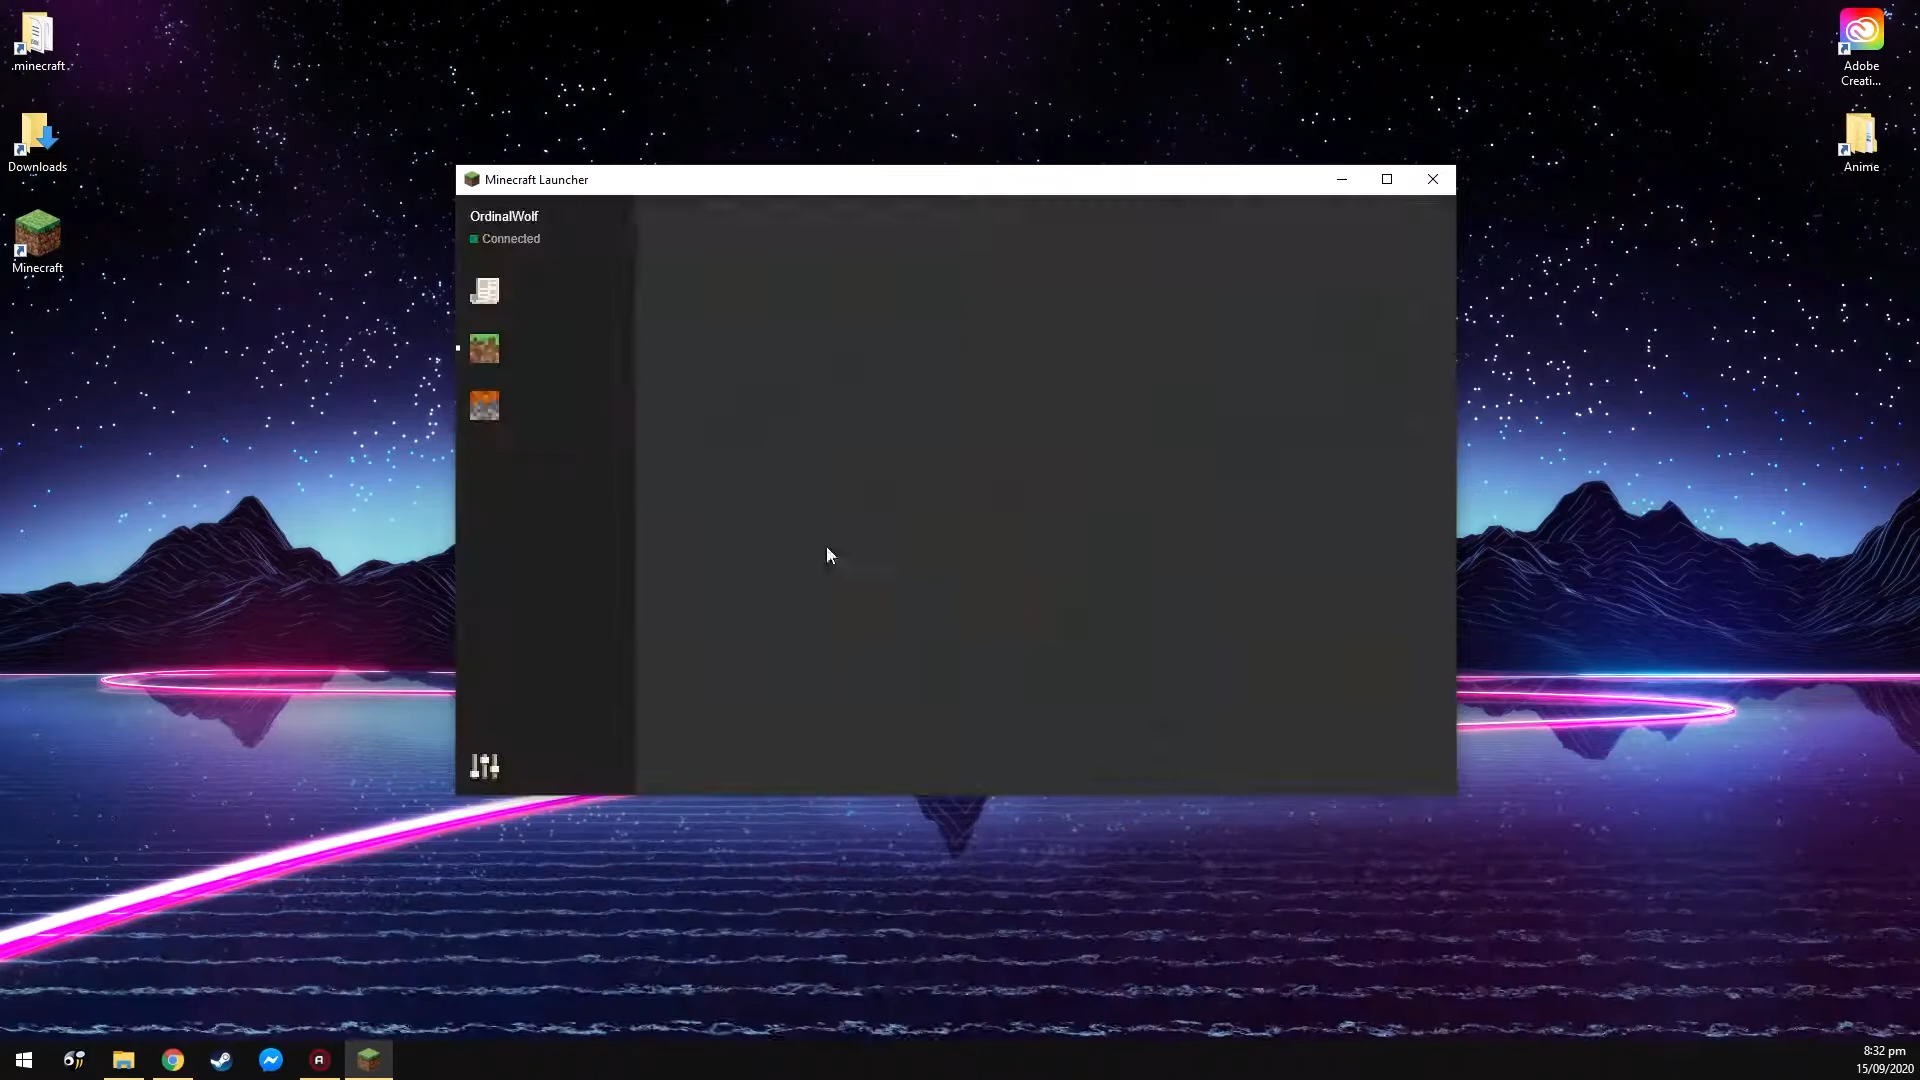 .minecraft
Downloads
Minecraft
Adobe
Creati...
Anime
Minecraft Launcher
OrdinalWolf
Connected
8:32 pm
15/09/2020